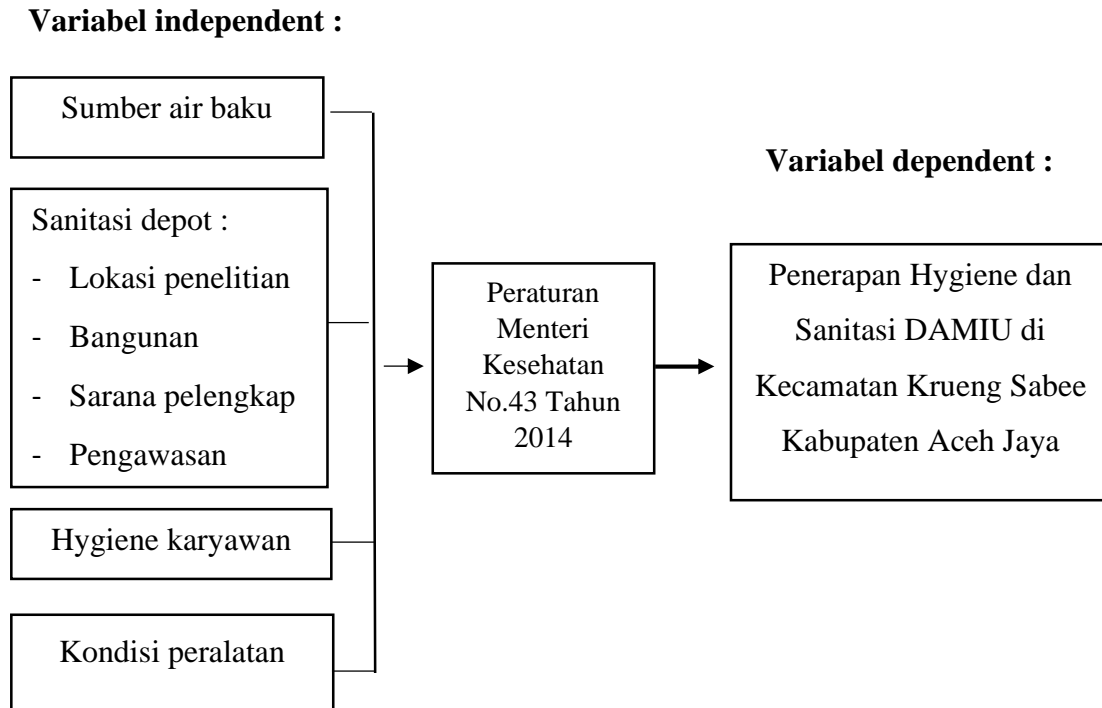 Variabel independent :
Sumber air baku
Sanitasi depot :
- Lokasi penelitian
- Bangunan
- Sarana pelengkap
- Pengawasan
Hygiene karyawan
Kondisi peralatan
Peraturan
Menteri
Kesehatan
No.43 Tahun
2014
Variabel dependent :
Penerapan Hygiene dan
Sanitasi DAMIU di
Kecamatan Krueng Sabee
Kabupaten Aceh Jaya